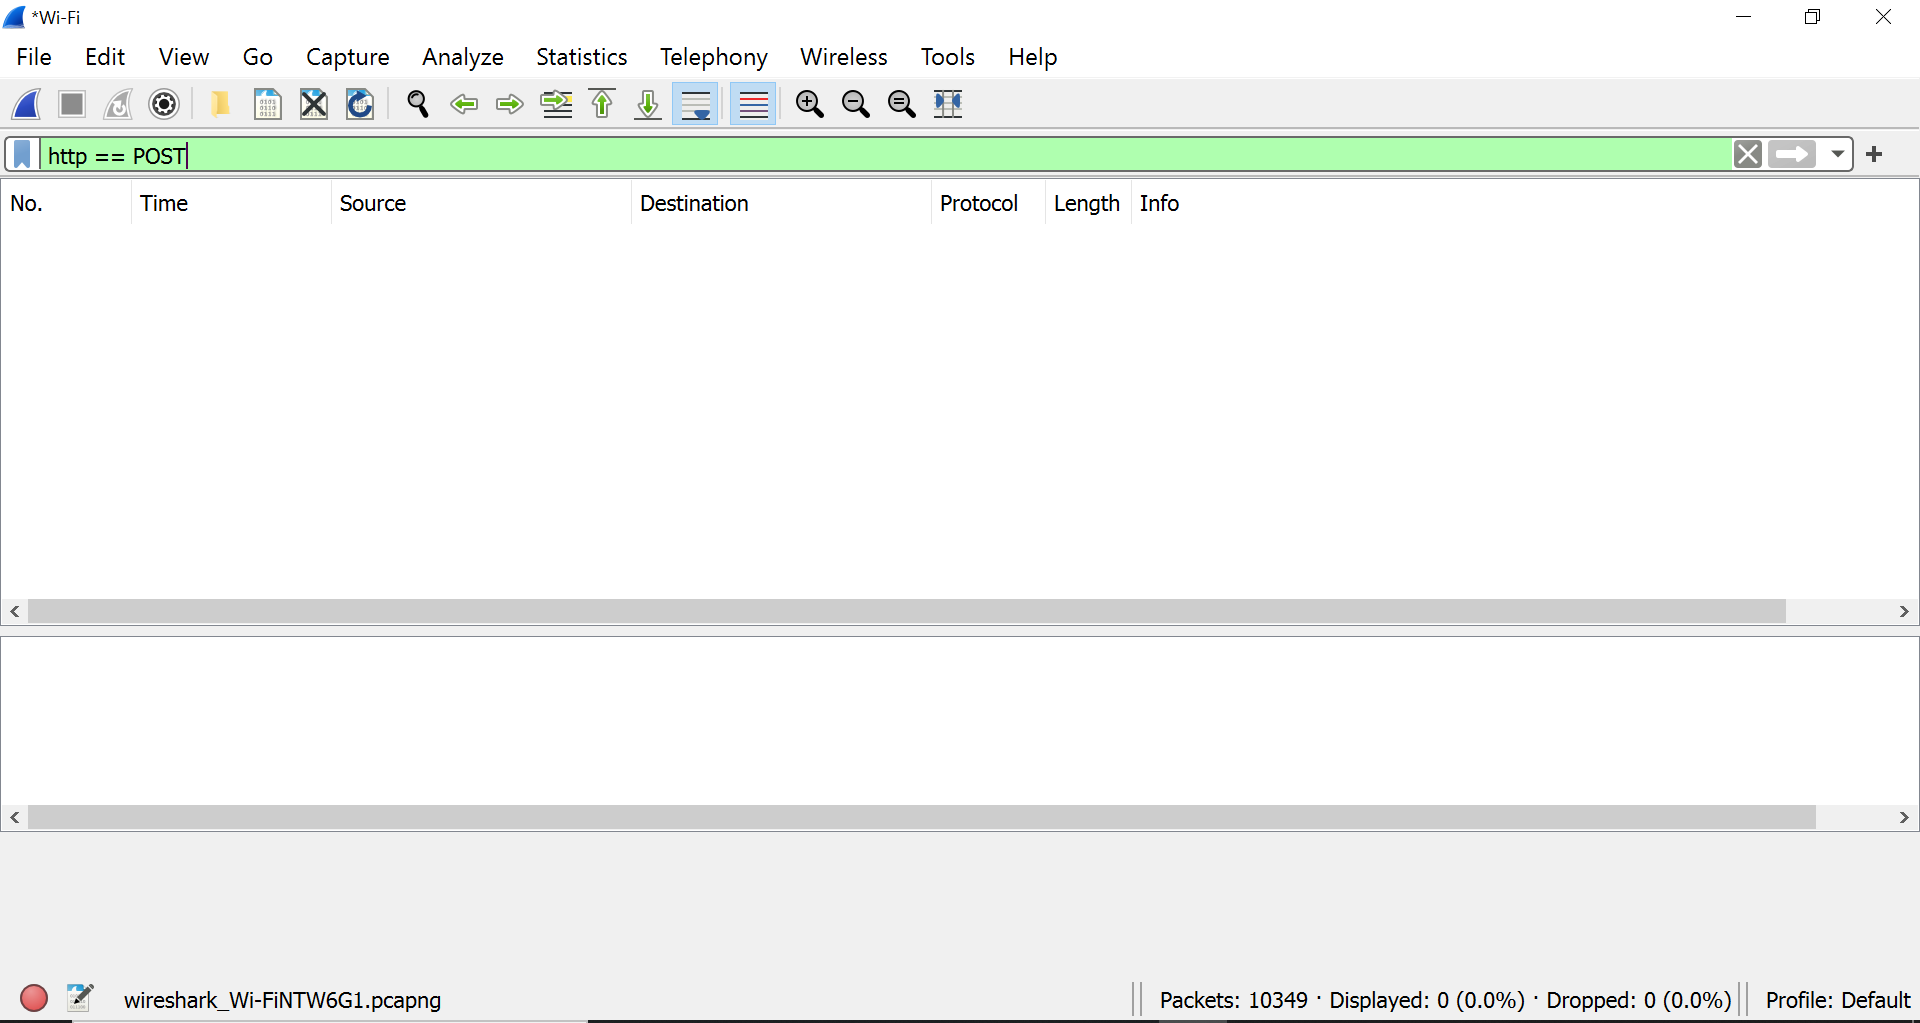 *Wi-Fi
File Edit View Go Capture Analyze Statistics Telephony Wireless Tools Help
http == POST
No. Time Source Destination Protocol Length Info
wireshark_Wi-FiNTW6G1.pcapng Packets: 10349 · Displayed: 0 (0.0%) · Dropped: 0 (0.0%) Profile: Default